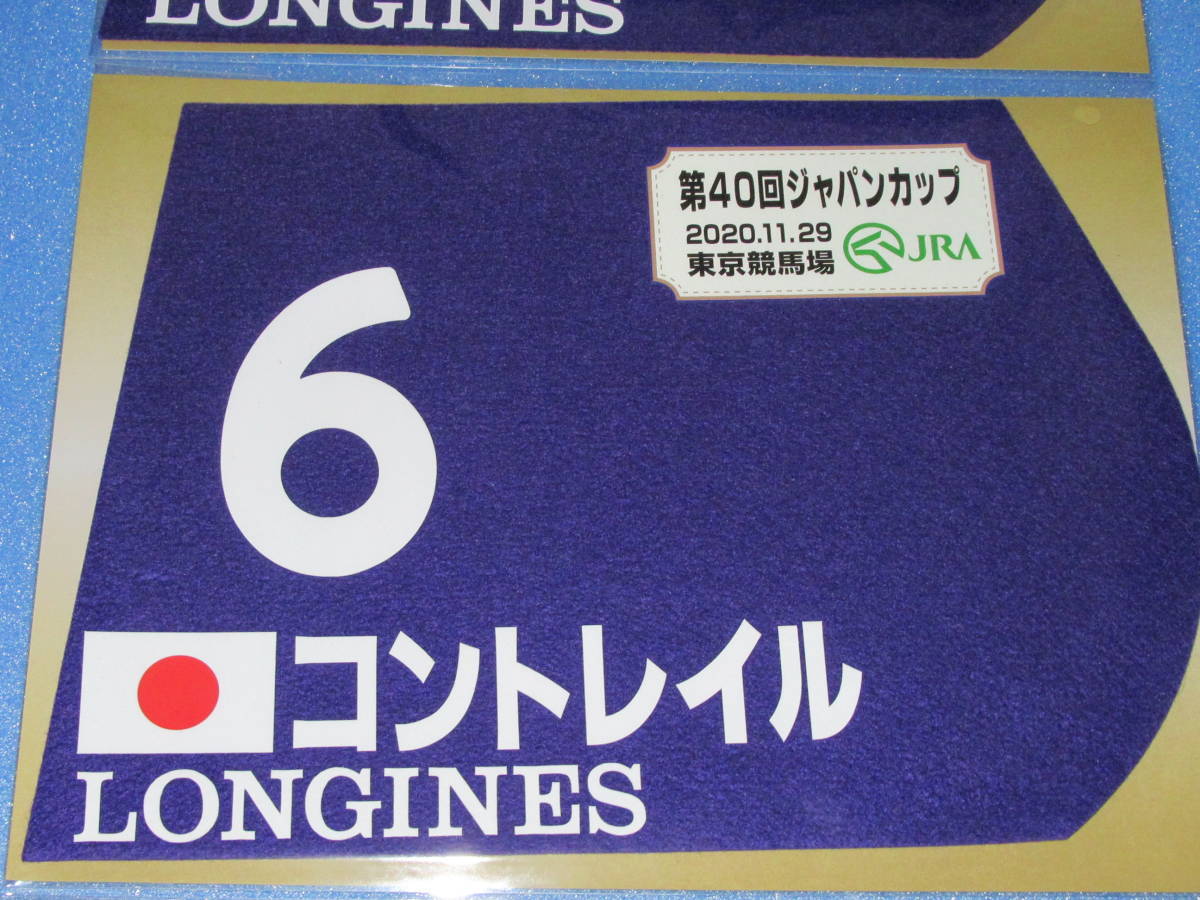 LONGINES
第40回ジャパンカップ
2020.11.29
東京競馬場
JRA
6
コントレイル
LONGINES